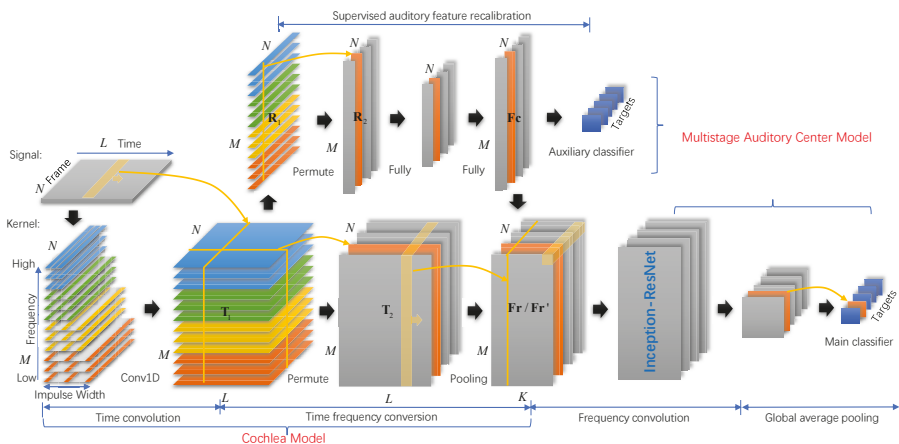 Supervised auditory feature recalibration
N
N
N
N
R1
R2
Fc
Targets
M
M
M
Auxiliary classifier
Multistage Auditory Center Model
Permute
Fully
Fully
L Time
Signal:
N Frame
Kernel:
N
N
N
N
High
Frequency
M
Low
Impulse Width
Conv1D
T1
M
L
Permute
T2
M
L
Pooling
Fr / Fr'
K
Inception-ResNet
Targets
Main classifier
Time convolution
Time frequency conversion
Frequency convolution
Global average pooling
Cochlea Model